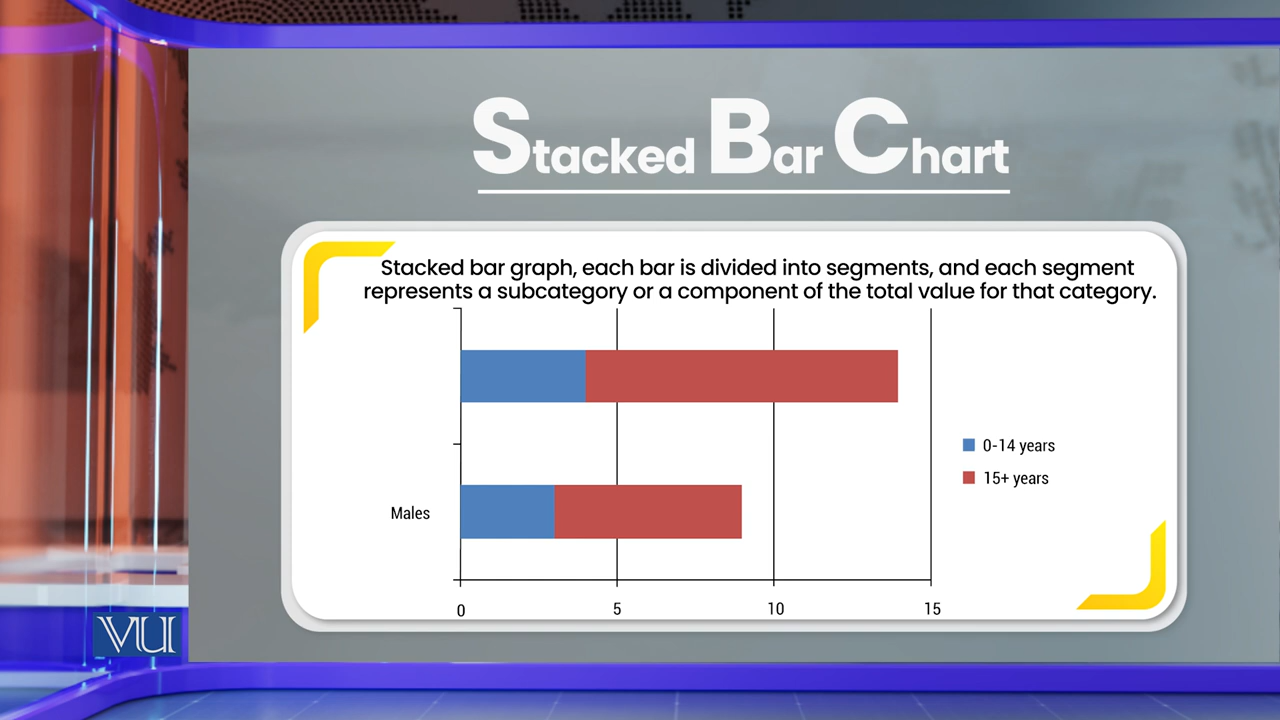 Stacked Bar Chart
Stacked bar graph, each bar is divided into segments, and each segment
represents a subcategory or a component of the total value for that category.
0-14 years
15+ years
Males
0 5 10 15
VU